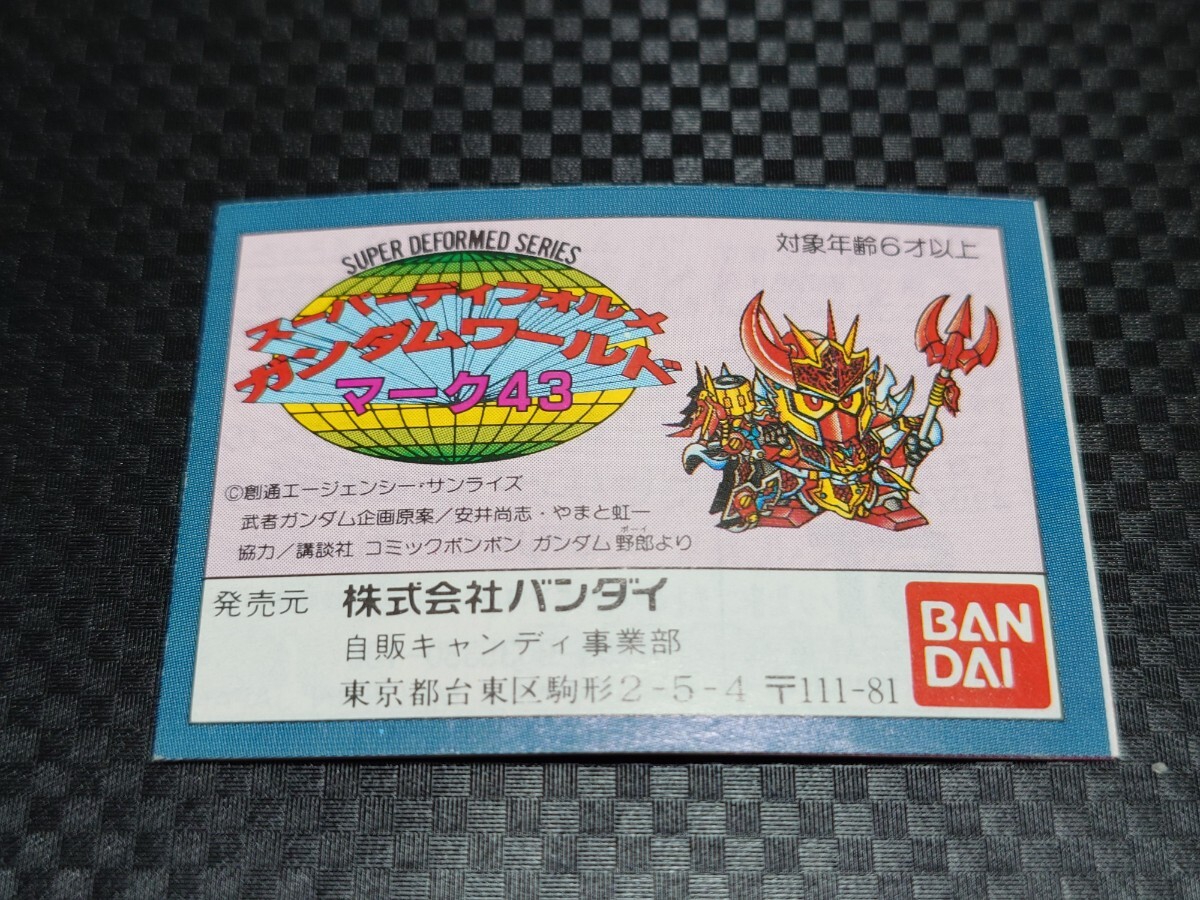 SUPER DEFORMED SERIES
対象年齢6才以上
スーパーディフォルメ
ガンダムワールド
マーク43
©創通エージェンシー・サンライズ
武者ガンダム企画原案/安井尚志・やまと虹一
ボーイ
協力/講談社 コミックボンボン ガンダム野郎より
発売元 株式会社バンダイ
自販キャンディ事業部
東京都台東区駒形2-5-4 〒111-81
BAN
DAI